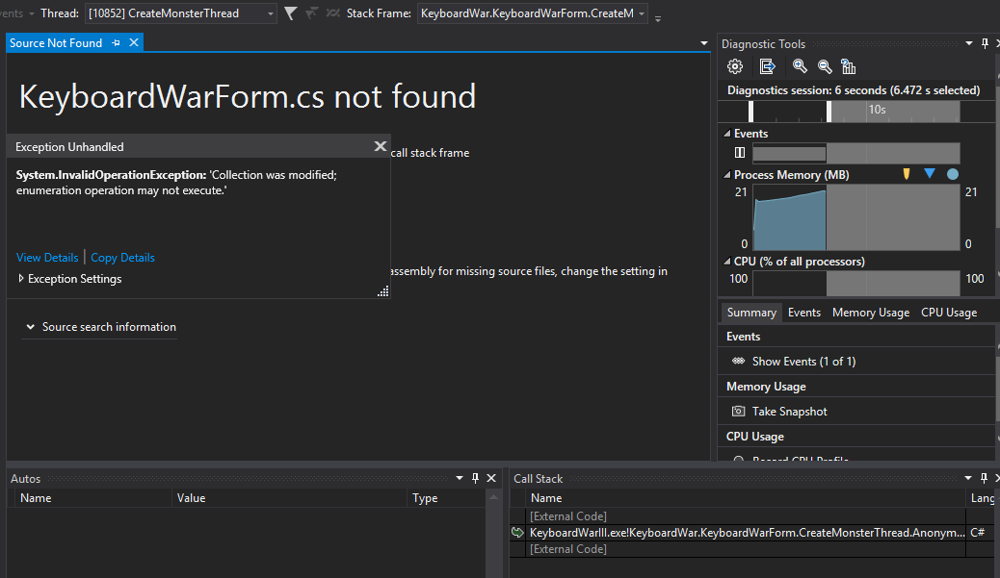 ents Thread: [10852] CreateMonsterThread Stack Frame: KeyboardWar.KeyboardWarForm.CreateM
Source Not Found
KeyboardWarForm.cs not found
Exception Unhandled
call stack frame
System.InvalidOperationException: 'Collection was modified;
enumeration operation may not execute.'
View Details | Copy Details
assembly for missing source files, change the setting in
Exception Settings
Source search information
Diagnostic Tools
Diagnostics session: 6 seconds (6.472 s selected)
10s
Events
Process Memory (MB)
21 21
0 0
CPU (% of all processors)
100 100
Summary Events Memory Usage CPU Usage
Events
Show Events (1 of 1)
Memory Usage
Take Snapshot
CPU Usage
Record CPU Profile
Autos
Name Value Type
Call Stack
Name Lang
[External Code]
KeyboardWarIII.exe!KeyboardWar.KeyboardWarForm.CreateMonsterThread.Anonym... C#
[External Code]